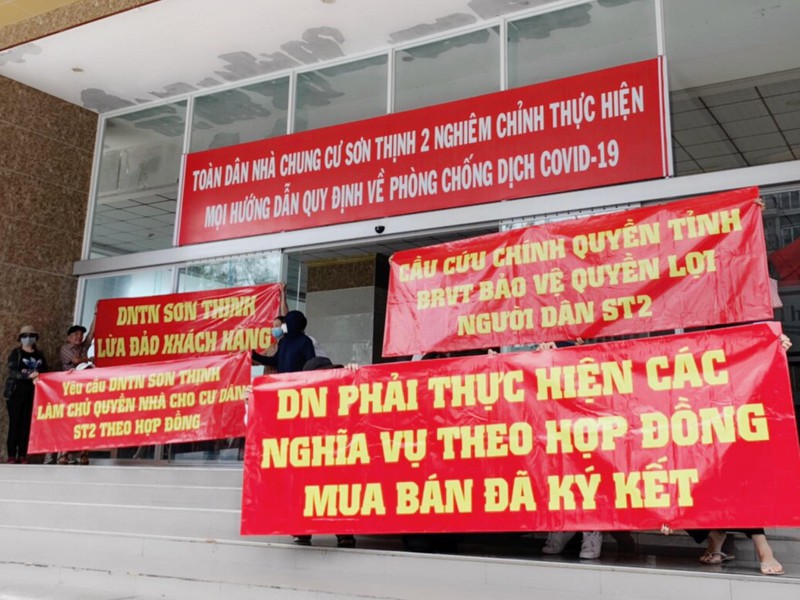 TOÀN DÂN NHÀ CHUNG CƯ SƠN THỊNH 2 NGHIÊM CHỈNH THỰC HIỆN
MỌI HƯỚNG DẪN QUY ĐỊNH VỀ PHÒNG CHỐNG DỊCH COVID-19
CẦU CỨU CHÍNH QUYỀN TỈNH
BRVT BẢO VỆ QUYỀN LỢI
NGƯỜI DÂN ST2
DNTN SƠN THỊNH
LỪA ĐẢO KHÁCH HÀNG
Yêu cầu DNTN SƠN THỊNH
LÀM CHỦ QUYỀN NHÀ CHO CƯ DÂN
ST2 THEO HỢP ĐỒNG
DN PHẢI THỰC HIỆN CÁC
NGHĨA VỤ THEO HỢP ĐỒNG
MUA BÁN ĐÃ KÝ KẾT